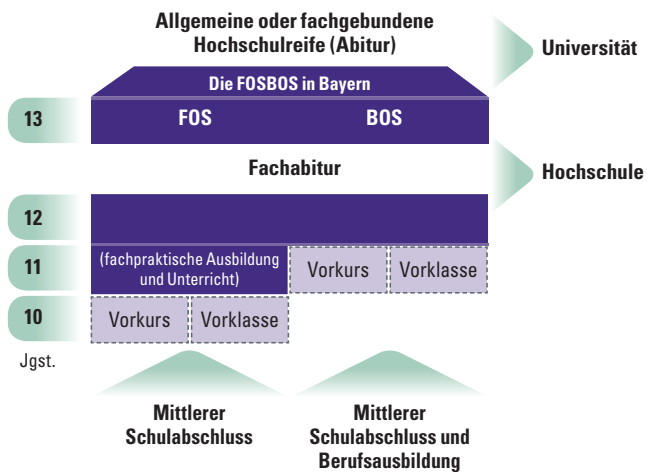 Allgemeine oder fachgebundene
Hochschulreife (Abitur)
Universität
Die FOSBOS in Bayern
13
FOS
BOS
Fachabitur
Hochschule
12
11
(fachpraktische Ausbildung
und Unterricht)
Vorkurs
Vorklasse
10
Vorkurs
Vorklasse
Jgst.
Mittlerer
Schulabschluss
Mittlerer
Schulabschluss und
Berufsausbildung